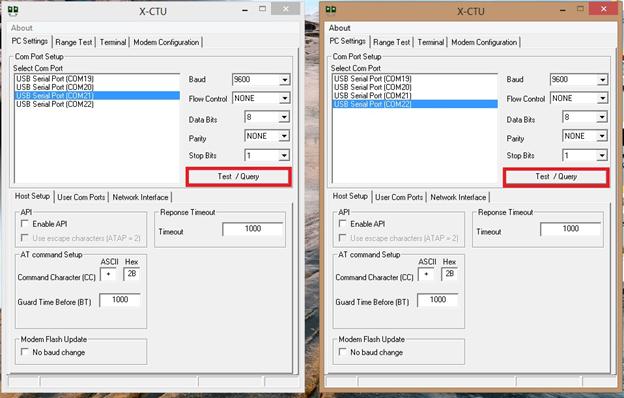 X-CTU
About
PC Settings Range Test Terminal Modem Configuration
Com Port Setup
Select Com Port
USB Serial Port (COM19)
USB Serial Port (COM20)
USB Serial Port (COM21)
USB Serial Port (COM22)
Baud 9600
Flow Control NONE
Data Bits 8
Parity NONE
Stop Bits 1
Test / Query
Host Setup User Com Ports Network Interface
API
Enable API
Use escape characters (ATAP = 2)
Reponse Timeout
Timeout 1000
AT command Setup
ASCII Hex
Command Character (CC) + 2B
Guard Time Before (BT) 1000
Modem Flash Update
No baud change
X-CTU
About
PC Settings Range Test Terminal Modem Configuration
Com Port Setup
Select Com Port
USB Serial Port (COM19)
USB Serial Port (COM20)
USB Serial Port (COM21)
USB Serial Port (COM22)
Baud 9600
Flow Control NONE
Data Bits 8
Parity NONE
Stop Bits 1
Test / Query
Host Setup User Com Ports Network Interface
API
Enable API
Use escape characters (ATAP = 2)
Reponse Timeout
Timeout 1000
AT command Setup
ASCII Hex
Command Character (CC) + 2B
Guard Time Before (BT) 1000
Modem Flash Update
No baud change